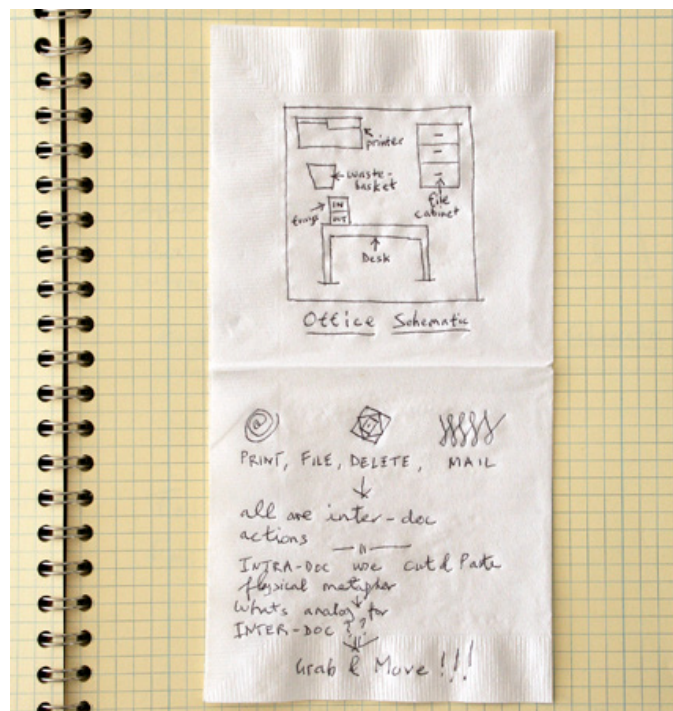 printer
waste-
basket
trays
IN
OUT
file
cabinet
Desk
Office Schematic
@
PRINT, FILE, DELETE, MAIL
all are inter-doc
actions
INTRA-DOC use cut & Paste
physical metaphor
What's analog for
INTER-DOC ??
Grab & Move !!!